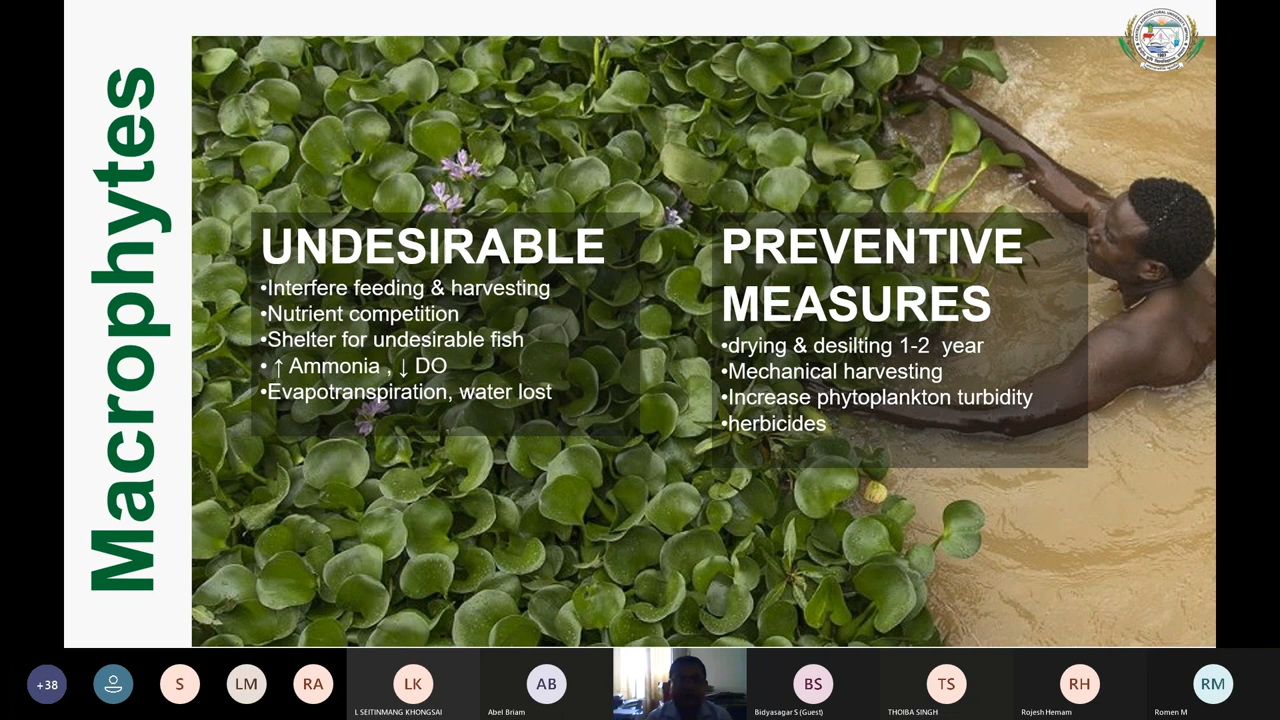 Macrophytes
UNDESIRABLE
•Interfere feeding & harvesting
•Nutrient competition
•Shelter for undesirable fish
• ↑ Ammonia , ↓ DO
•Evapotranspiration, water lost
PREVENTIVE
MEASURES
•drying & desilting 1-2 year
•Mechanical harvesting
•Increase phytoplankton turbidity
•herbicides
+38
S
LM
RA
LK
L SEITINMANG KHONGSAI
AB
Abel Briam
BS
Bidyasagar S (Guest)
TS
THOIBA SINGH
RH
Rojesh Hemam
RM
Romen M